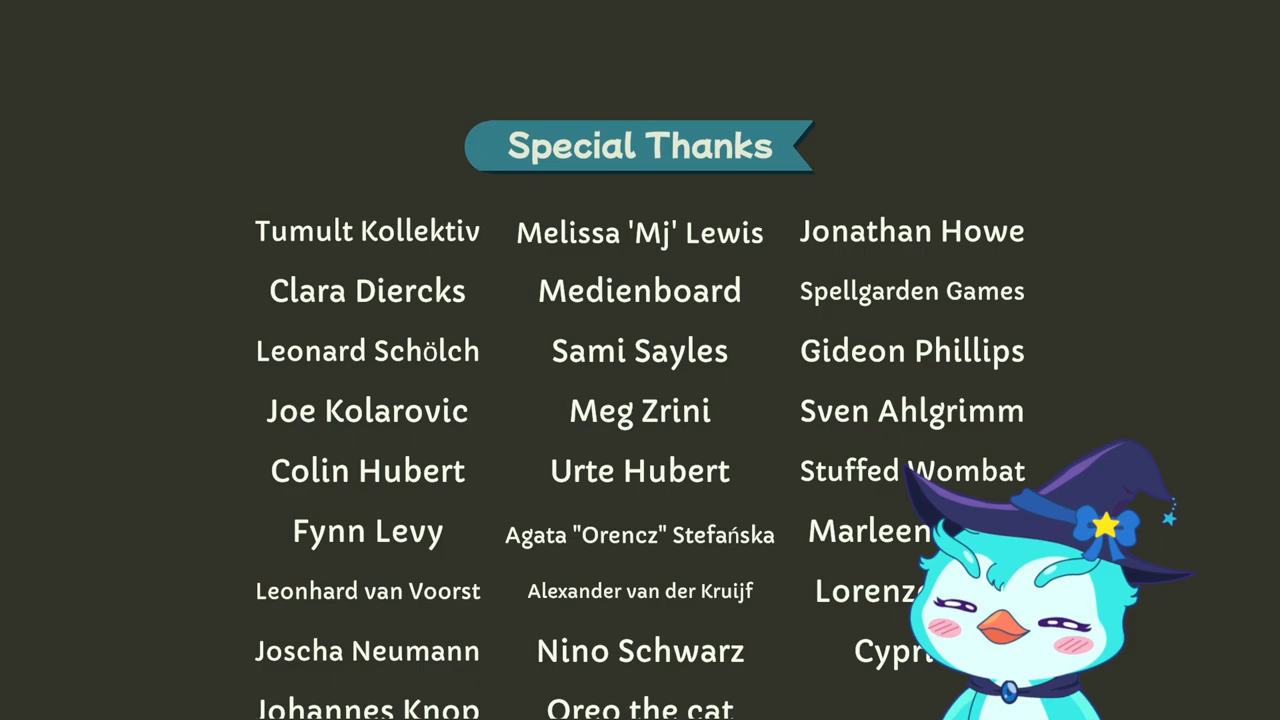 Special Thanks
Tumult Kollektiv Melissa 'Mj' Lewis Jonathan Howe
Clara Diercks Medienboard Spellgarden Games
Leonard Schölch Sami Sayles Gideon Phillips
Joe Kolarovic Meg Zrini Sven Ahlgrimm
Colin Hubert Urte Hubert Stuffed Wombat
Fynn Levy Agata "Orencz" Stefańska Marleen
Leonhard van Voorst Alexander van der Kruijf
Joscha Neumann Nino Schwarz
Johannes Knop Oreo the cat